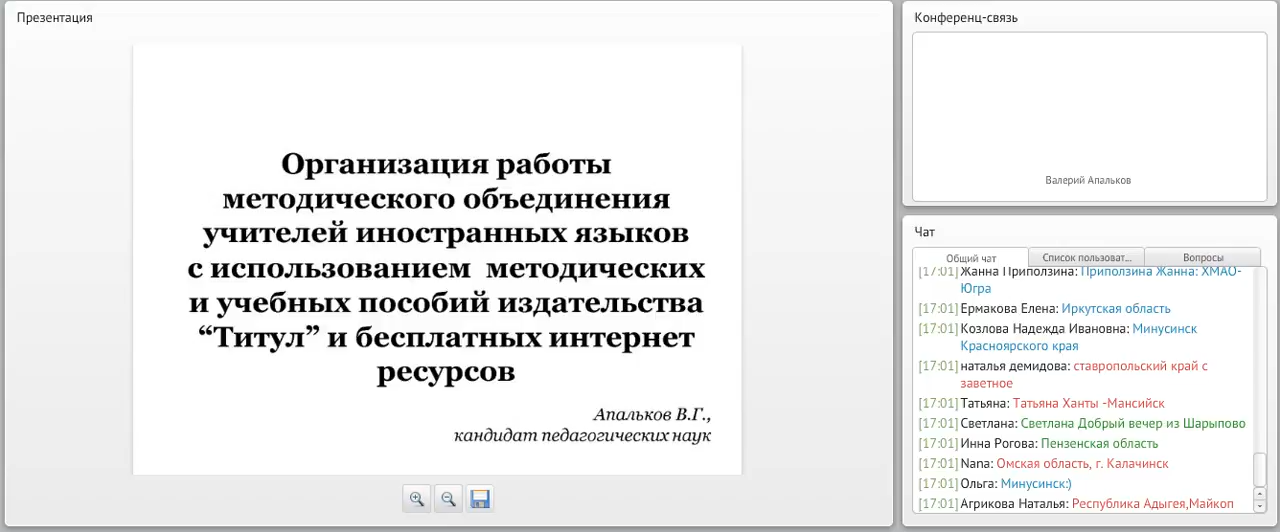 Презентация
Организация работы
методического объединения
учителей иностранных языков
с использованием методических
и учебных пособий издательства
“Титул” и бесплатных интернет
ресурсов
Апальков В.Г.,
кандидат педагогических наук
Конференц-связь
Валерий Апальков
Чат
Общий чат
Список пользоват...
Вопросы
[17:01] Жанна Приползина: Приползина Жанна: ХМАО-
Югра
[17:01] Ермакова Елена: Иркутская область
[17:01] Козлова Надежда Ивановна: Минусинск
Красноярского края
[17:01] наталья демидова: ставропольский край с
заветное
[17:01] Татьяна: Татьяна Ханты -Мансийск
[17:01] Светлана: Светлана Добрый вечер из Шарыпово
[17:01] Инна Рогова: Пензенская область
[17:01] Nana: Омская область, г. Калачинск
[17:01] Ольга: Минусинск:)
[17:01] Агрикова Наталья: Республика Адыгея,Майкоп